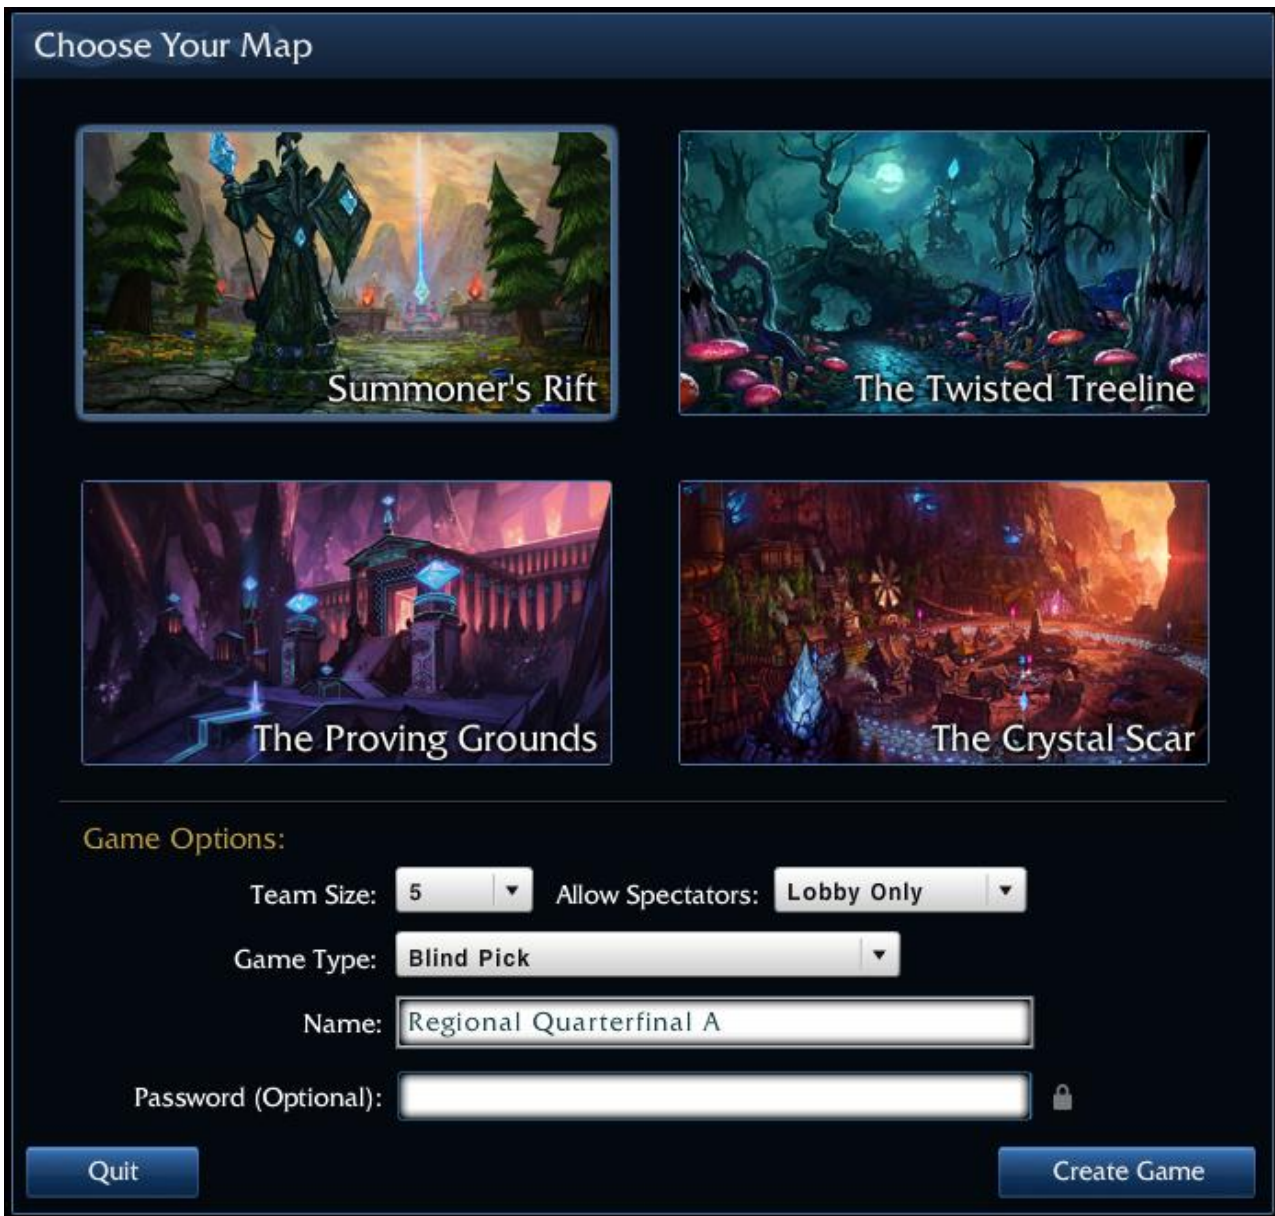 Choose Your Map
Summoner's Rift
The Twisted Treeline
The Proving Grounds
The Crystal Scar
Game Options:
Team Size: 5 Allow Spectators: Lobby Only
Game Type: Blind Pick
Name: Regional Quarterfinal A
Password (Optional):
Quit Create Game